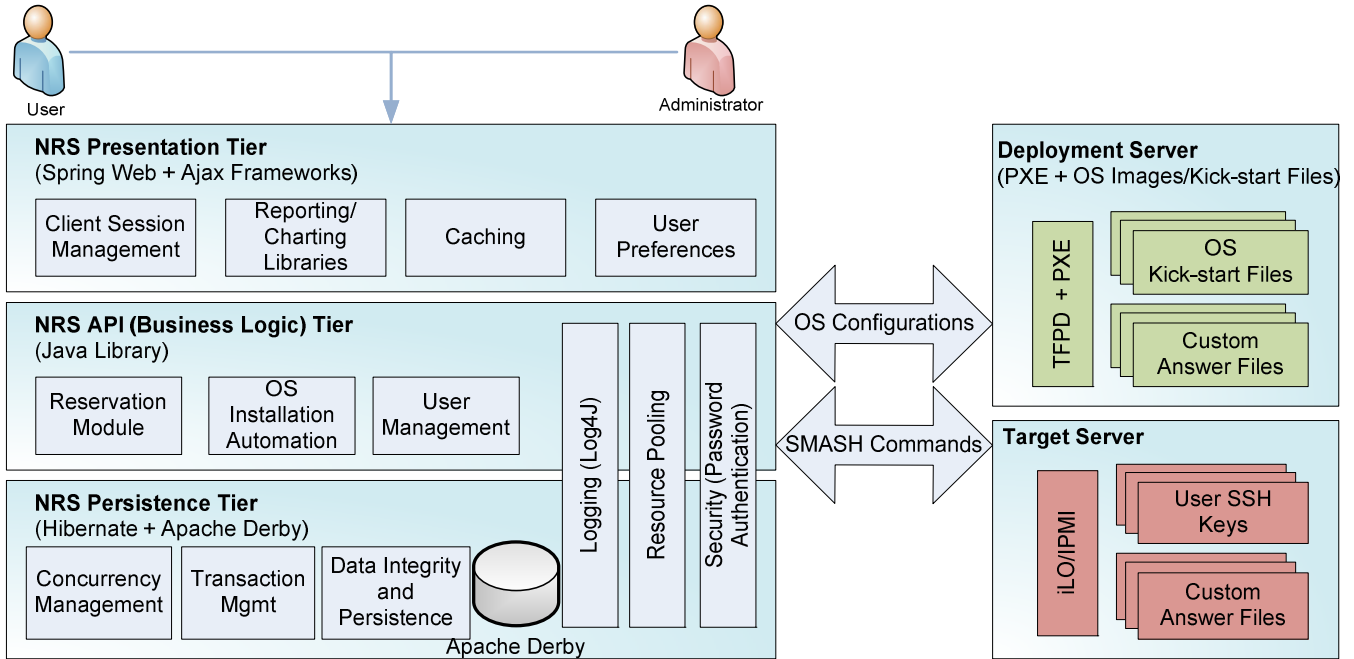 User
Administrator
NRS Presentation Tier
(Spring Web + Ajax Frameworks)
Client Session
Management
Reporting/
Charting
Libraries
Caching
User
Preferences
NRS API (Business Logic) Tier
(Java Library)
Reservation
Module
OS
Installation
Automation
User
Management
NRS Persistence Tier
(Hibernate + Apache Derby)
Concurrency
Management
Transaction
Mgmt
Data Integrity
and
Persistence
Apache Derby
Logging (Log4J)
Resource Pooling
Security (Password
Authentication)
OS Configurations
SMASH Commands
Deployment Server
(PXE + OS Images/Kick-start Files)
TFPD + PXE
OS
Kick-start Files
Custom
Answer Files
Target Server
iLO/IPMI
User SSH
Keys
Custom
Answer Files